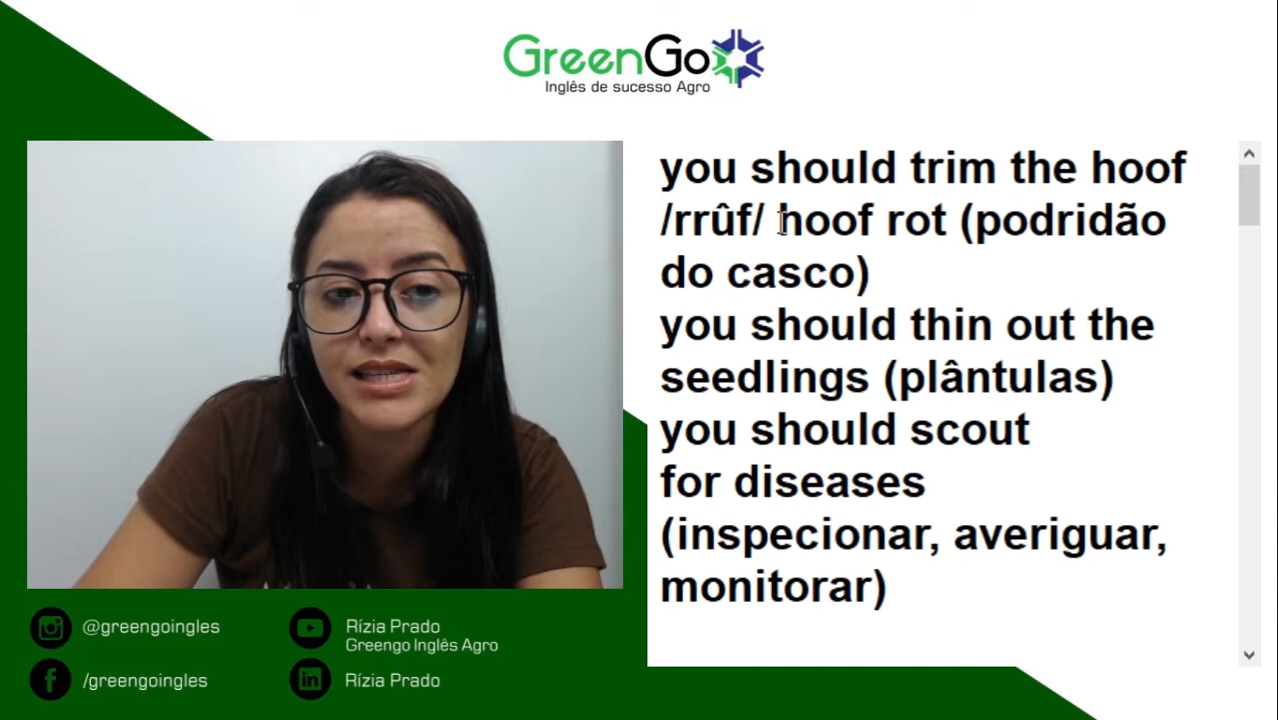 GreenGo
Inglês de sucesso Agro
you should trim the hoof
/rrûf/ hoof rot (podridão
do casco)
you should thin out the
seedlings (plântulas)
you should scout
for diseases
(inspecionar, averiguar,
monitorar)
@greengoingles
Rízia Prado
Greengo Inglês Agro
/greengoingles
Rízia Prado